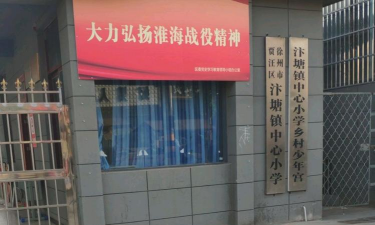 大力弘扬淮海战役精神
徐州市
贾汪区
汴塘镇中心小学
汴塘镇中心小学乡村少年宫